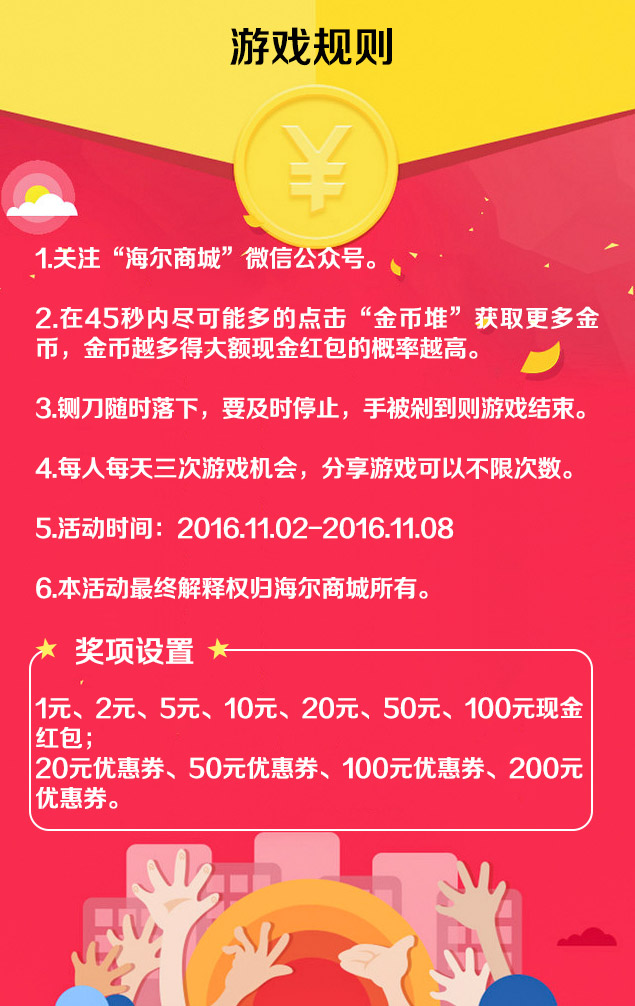 游戏规则
¥
1.关注“海尔商城”微信公众号。
2.在45秒内尽可能多的点击“金币堆”获取更多金
币，金币越多得大额现金红包的概率越高。
3.铡刀随时落下，要及时停止，手被剁到则游戏结束。
4.每人每天三次游戏机会，分享游戏可以不限次数。
5.活动时间：2016.11.02-2016.11.08
6.本活动最终解释权归海尔商城所有。
奖项设置
1元、2元、5元、10元、20元、50元、100元现金
红包；
20元优惠券、50元优惠券、100元优惠券、200元
优惠券。